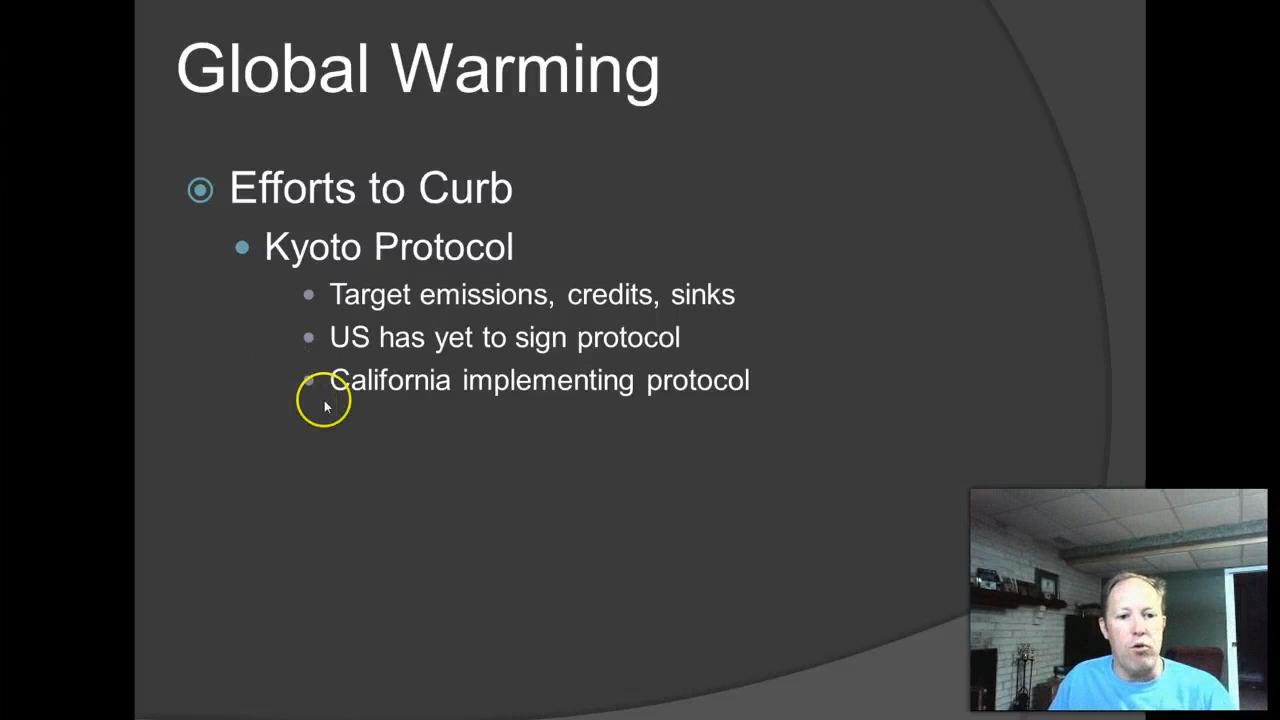 Global Warming
Efforts to Curb
Kyoto Protocol
Target emissions, credits, sinks
US has yet to sign protocol
California implementing protocol